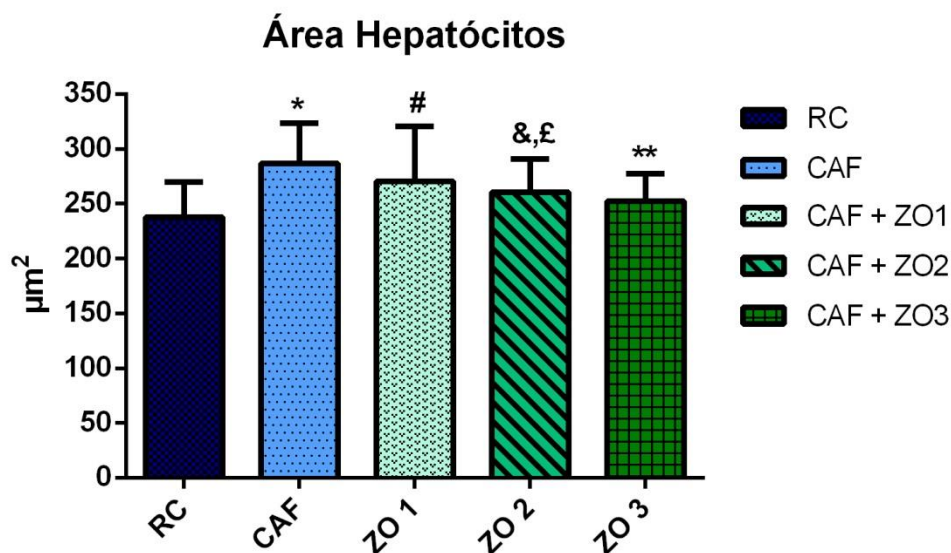 Área Hepatócitos
µm²
350
300
250
200
150
100
50
0
*
#
&,£
**
RC
CAF
ZO 1
ZO 2
ZO 3
RC
CAF
CAF + ZO1
CAF + ZO2
CAF + ZO3